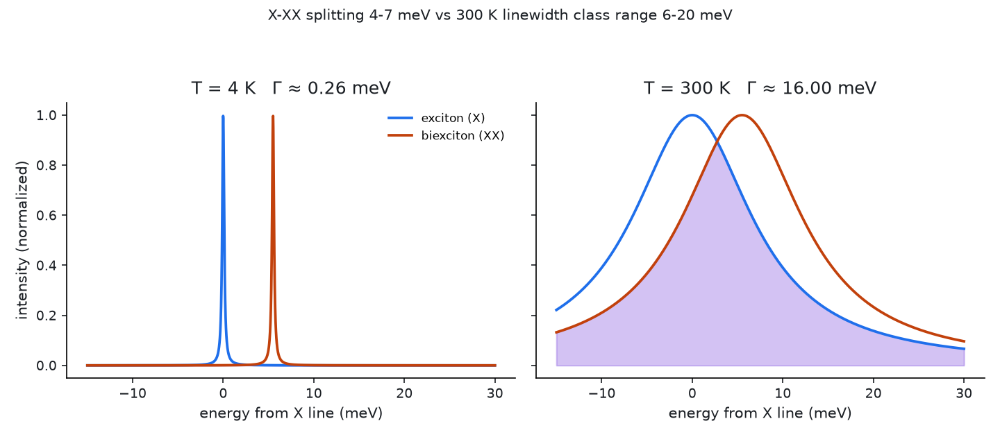 X-XX splitting 4-7 meV vs 300 K linewidth class range 6-20 meV
T = 4 K   Γ ≈ 0.26 meV
T = 300 K   Γ ≈ 16.00 meV
exciton (X)
biexciton (XX)
intensity (normalized)
1.0
0.8
0.6
0.4
0.2
0.0
−10
0
10
20
30
−10
0
10
20
30
energy from X line (meV)
energy from X line (meV)